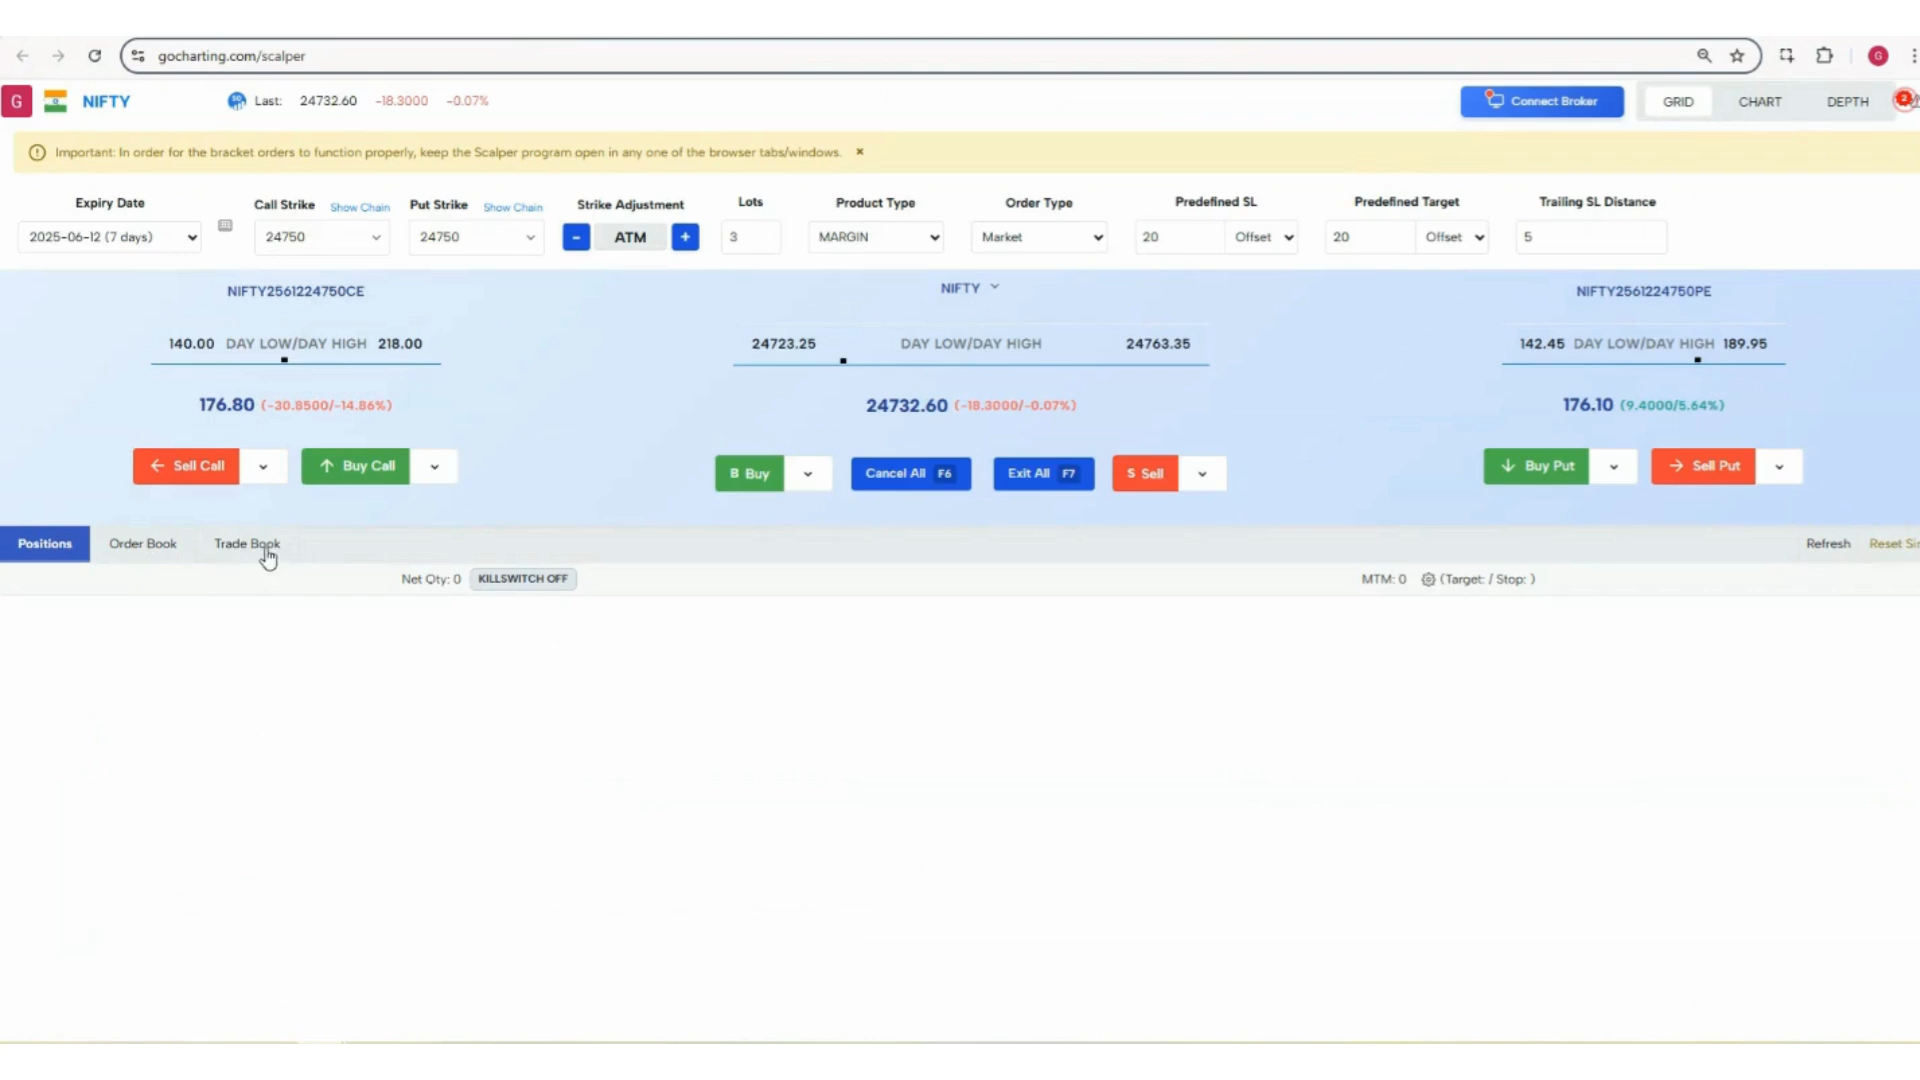 gocharting.com/scalper
G
G NIFTY Last: 24732.60 -18.3000 -0.07% Connect Broker GRID CHART DEPTH 2
Important: In order for the bracket orders to function properly, keep the Scalper program open in any one of the browser tabs/windows. ×
Expiry Date Call Strike Show Chain Put Strike Show Chain Strike Adjustment Lots Product Type Order Type Predefined SL Predefined Target Trailing SL Distance
2025-06-12 (7 days) 24750 24750 - ATM + 3 MARGIN Market 20 Offset 20 Offset 5
NIFTY2561224750CE NIFTY NIFTY2561224750PE
140.00 DAY LOW/DAY HIGH 218.00 24723.25 DAY LOW/DAY HIGH 24763.35 142.45 DAY LOW/DAY HIGH 189.95
176.80 (-30.8500/-14.86%) 24732.60 (-18.3000/-0.07%) 176.10 (9.4000/5.64%)
← Sell Call ↑ Buy Call B Buy Cancel All F6 Exit All F7 S Sell ↓ Buy Put → Sell Put
Positions Order Book Trade Book Refresh Reset Sir
Net Qty: 0 KILLSWITCH OFF MTM: 0 (Target: / Stop: )